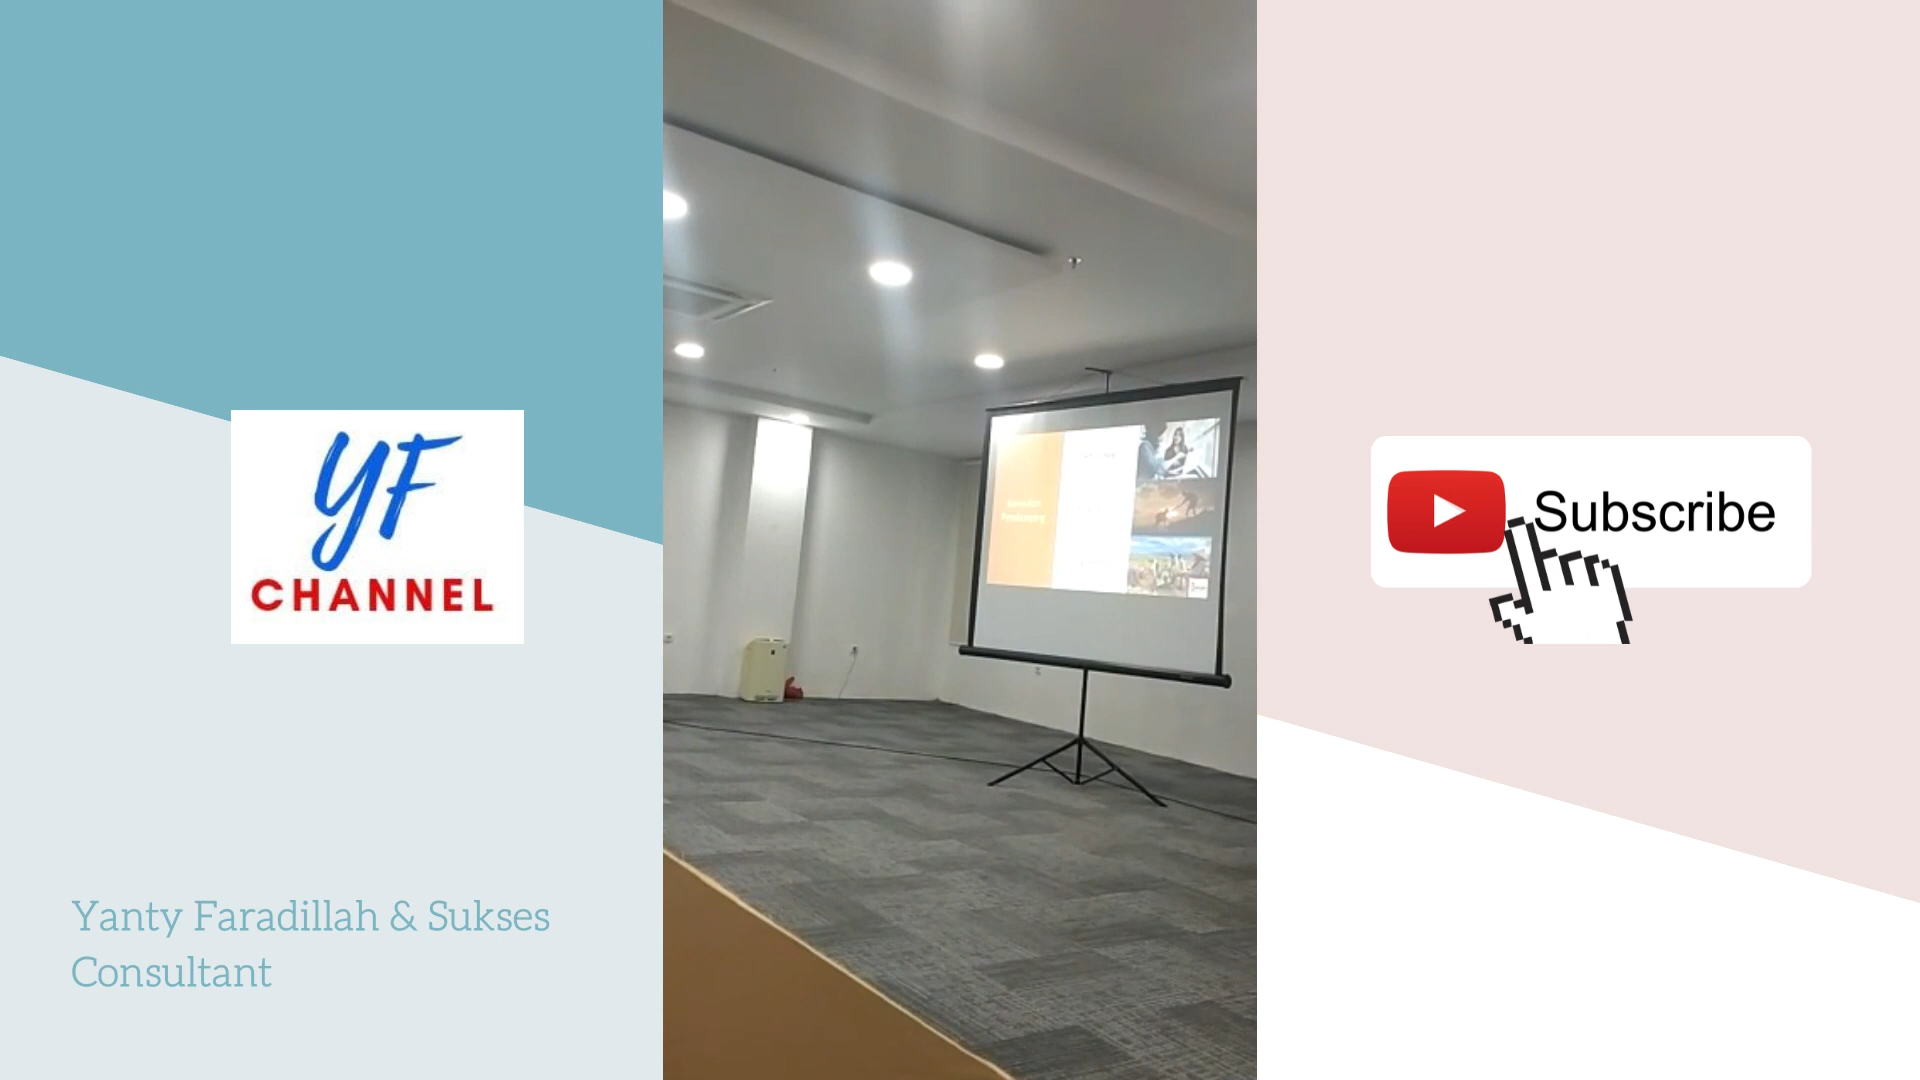 YF
CHANNEL
Yanty Faradillah & Sukses
Consultant
Subscribe